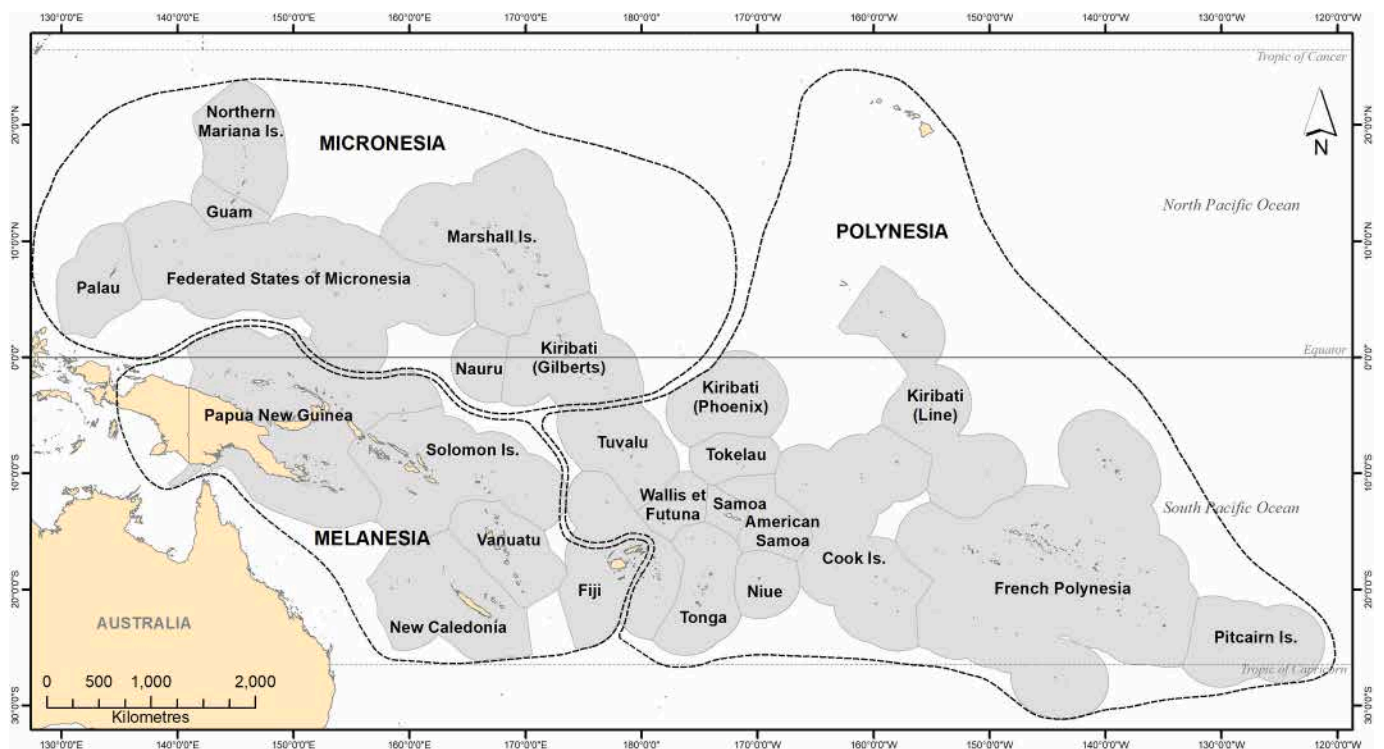 130°0'0"E 140°0'0"E 150°0'0"E 160°0'0"E 170°0'0"E 180°0'0" 170°0'0"W 160°0'0"W 150°0'0"W 140°0'0"W 130°0'0"W 120°0'0"W
Tropic of Cancer
N
20°0'0"N
20°0'0"N
Northern
Mariana Is.
MICRONESIA
Guam
North Pacific Ocean
POLYNESIA
10°0'0"N
10°0'0"N
Marshall Is.
Federated States of Micronesia
Palau
Equator
0°0'0"
0°0'0"
Nauru
Kiribati
(Gilberts)
Kiribati
(Phoenix)
Kiribati
(Line)
Papua New Guinea
Solomon Is.
Tuvalu
Tokelau
10°0'0"S
10°0'0"S
Wallis et
Futuna
Samoa
American
Samoa
South Pacific Ocean
MELANESIA
Vanuatu
Cook Is.
Fiji
Niue
French Polynesia
20°0'0"S
20°0'0"S
Tonga
AUSTRALIA
New Caledonia
Pitcairn Is.
Tropic of Capricorn
0 500 1,000 2,000
Kilometres
30°0'0"S
30°0'0"S
130°0'0"E 140°0'0"E 150°0'0"E 160°0'0"E 170°0'0"E 180°0'0" 170°0'0"W 160°0'0"W 150°0'0"W 140°0'0"W 130°0'0"W 120°0'0"W